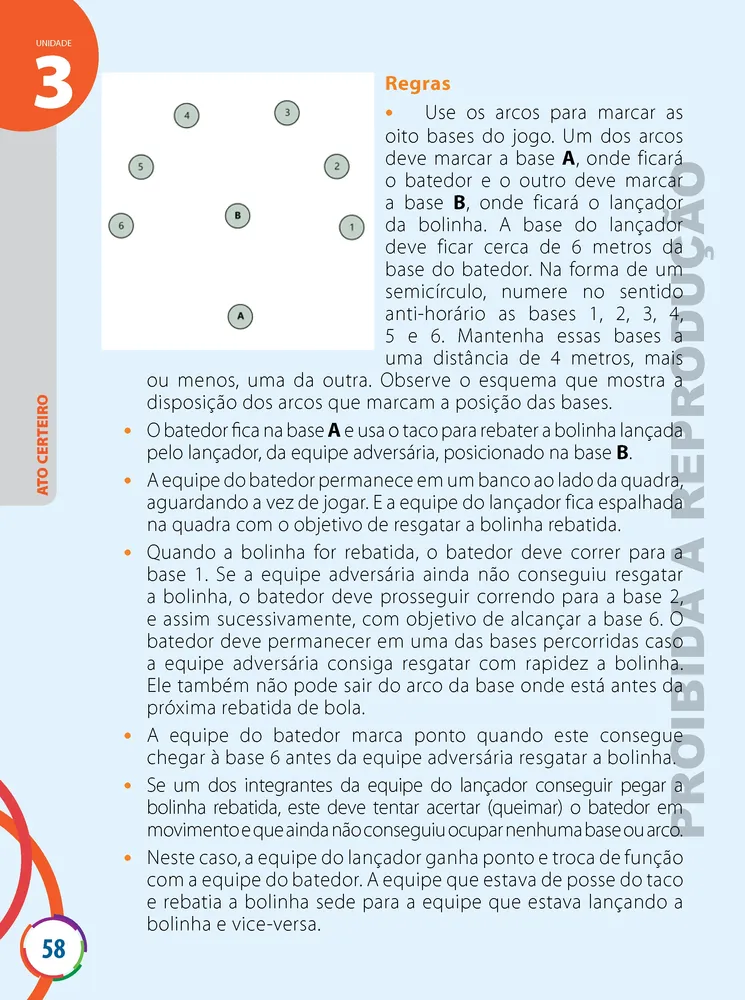 UNIDADE
3
4
3
5
2
B
6
1
A
Regras
• Use os arcos para marcar as
oito bases do jogo. Um dos arcos
deve marcar a base A, onde ficará
o batedor e o outro deve marcar
a base B, onde ficará o lançador
da bolinha. A base do lançador
deve ficar cerca de 6 metros da
base do batedor. Na forma de um
semicírculo, numere no sentido
anti-horário as bases 1, 2, 3, 4,
5 e 6. Mantenha essas bases a
uma distância de 4 metros, mais
ou menos, uma da outra. Observe o esquema que mostra a
disposição dos arcos que marcam a posição das bases.
• O batedor fica na base A e usa o taco para rebater a bolinha lançada
pelo lançador, da equipe adversária, posicionado na base B.
• A equipe do batedor permanece em um banco ao lado da quadra,
aguardando a vez de jogar. E a equipe do lançador fica espalhada
na quadra com o objetivo de resgatar a bolinha rebatida.
• Quando a bolinha for rebatida, o batedor deve correr para a
base 1. Se a equipe adversária ainda não conseguiu resgatar
a bolinha, o batedor deve prosseguir correndo para a base 2,
e assim sucessivamente, com objetivo de alcançar a base 6. O
batedor deve permanecer em uma das bases percorridas caso
a equipe adversária consiga resgatar com rapidez a bolinha.
Ele também não pode sair do arco da base onde está antes da
próxima rebatida de bola.
• A equipe do batedor marca ponto quando este consegue
chegar à base 6 antes da equipe adversária resgatar a bolinha.
• Se um dos integrantes da equipe do lançador conseguir pegar a
bolinha rebatida, este deve tentar acertar (queimar) o batedor em
movimento e que ainda não conseguiu ocupar nenhuma base ou arco.
• Neste caso, a equipe do lançador ganha ponto e troca de função
com a equipe do batedor. A equipe que estava de posse do taco
e rebatia a bolinha sede para a equipe que estava lançando a
bolinha e vice-versa.
ATO CERTEIRO
58
PROIBIDA A REPRODUÇÃO